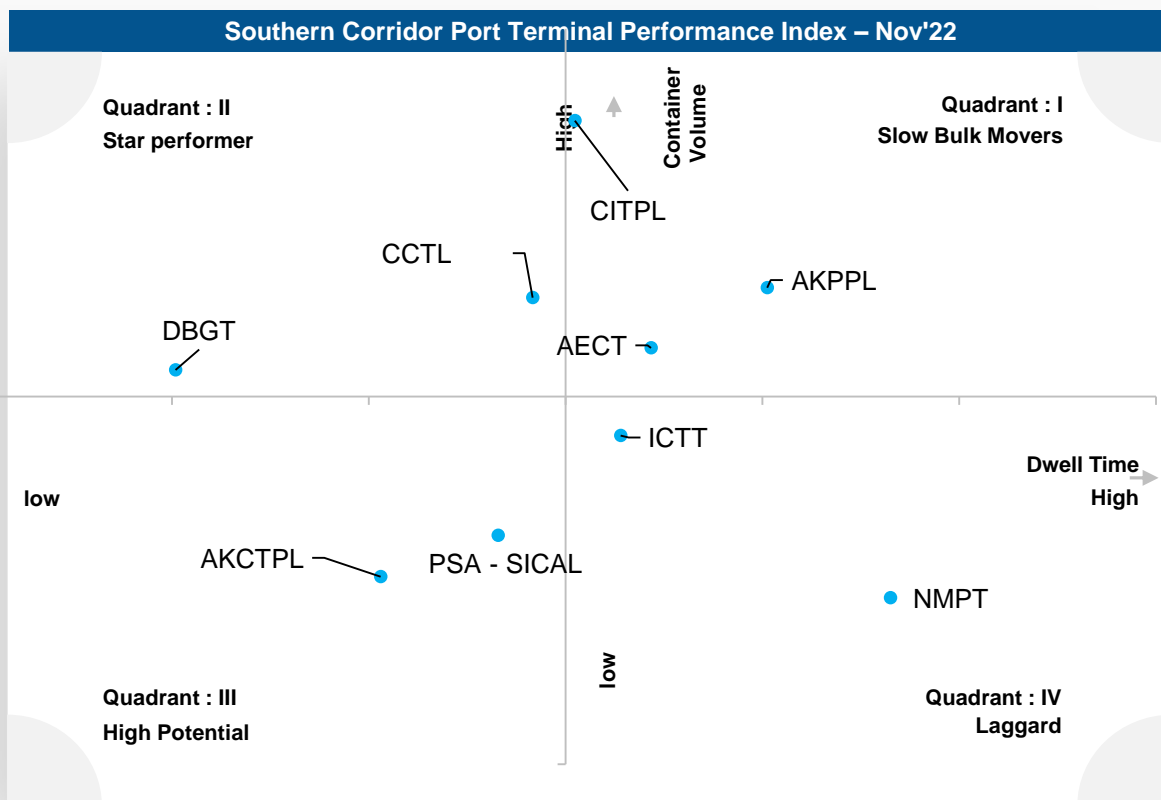 Southern Corridor Port Terminal Performance Index – Nov'22
Quadrant : II
Star performer
High
Container
Volume
Quadrant : I
Slow Bulk Movers
CITPL
CCTL
AKPPL
DBGT
AECT
ICTT
Dwell Time
High
low
AKCTPL
PSA - SICAL
NMPT
low
Quadrant : III
High Potential
Quadrant : IV
Laggard